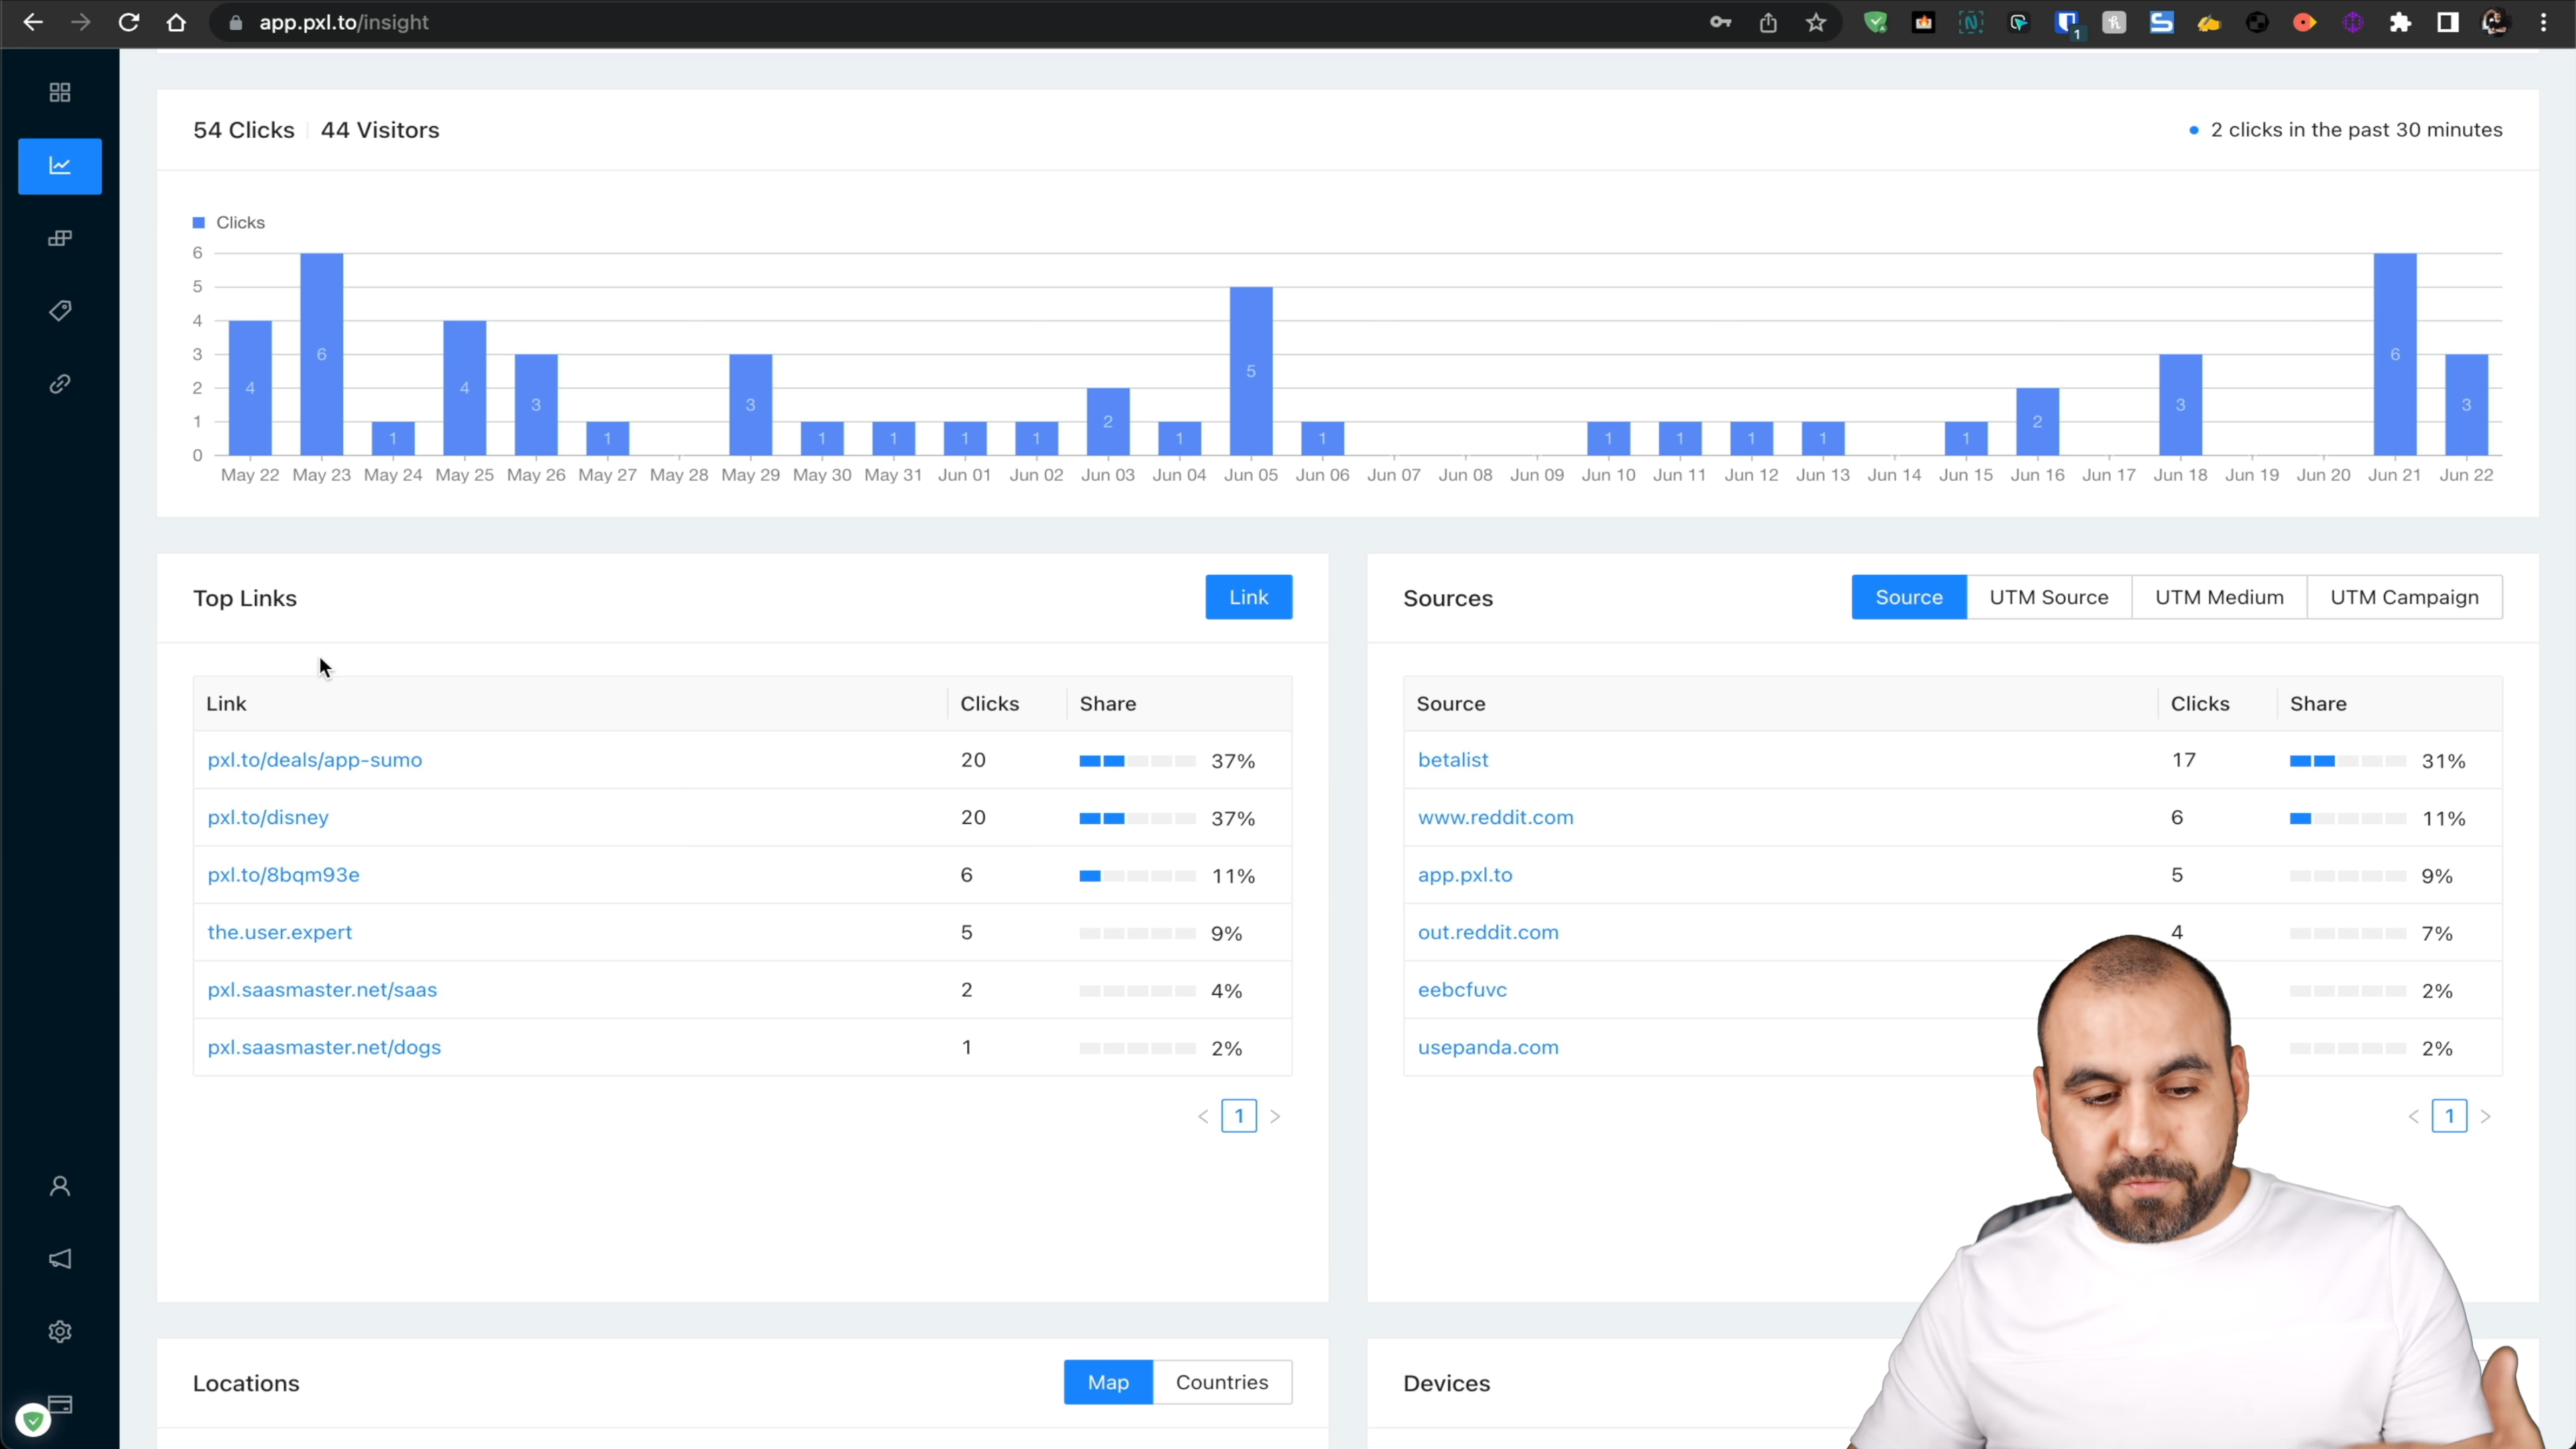 app.pxl.to/insight
1
54 Clicks 44 Visitors
2 clicks in the past 30 minutes
Clicks
6
5
4
3
2
1
0
4 6 1 4 3 1 3 1 1 1 1 2 1 5 1 1 1 1 1 1 2 3 6 3
May 22 May 23 May 24 May 25 May 26 May 27 May 28 May 29 May 30 May 31 Jun 01 Jun 02 Jun 03 Jun 04 Jun 05 Jun 06 Jun 07 Jun 08 Jun 09 Jun 10 Jun 11 Jun 12 Jun 13 Jun 14 Jun 15 Jun 16 Jun 17 Jun 18 Jun 19 Jun 20 Jun 21 Jun 22
Top Links Link
Link Clicks Share
pxl.to/deals/app-sumo 20 37%
pxl.to/disney 20 37%
pxl.to/8bqm93e 6 11%
the.user.expert 5 9%
pxl.saasmaster.net/saas 2 4%
pxl.saasmaster.net/dogs 1 2%
< 1 >
Sources Source UTM Source UTM Medium UTM Campaign
Source Clicks Share
betalist 17 31%
www.reddit.com 6 11%
app.pxl.to 5 9%
out.reddit.com 4 7%
eebcfuvc 2%
usepanda.com 2%
< 1 >
Locations Map Countries
Devices